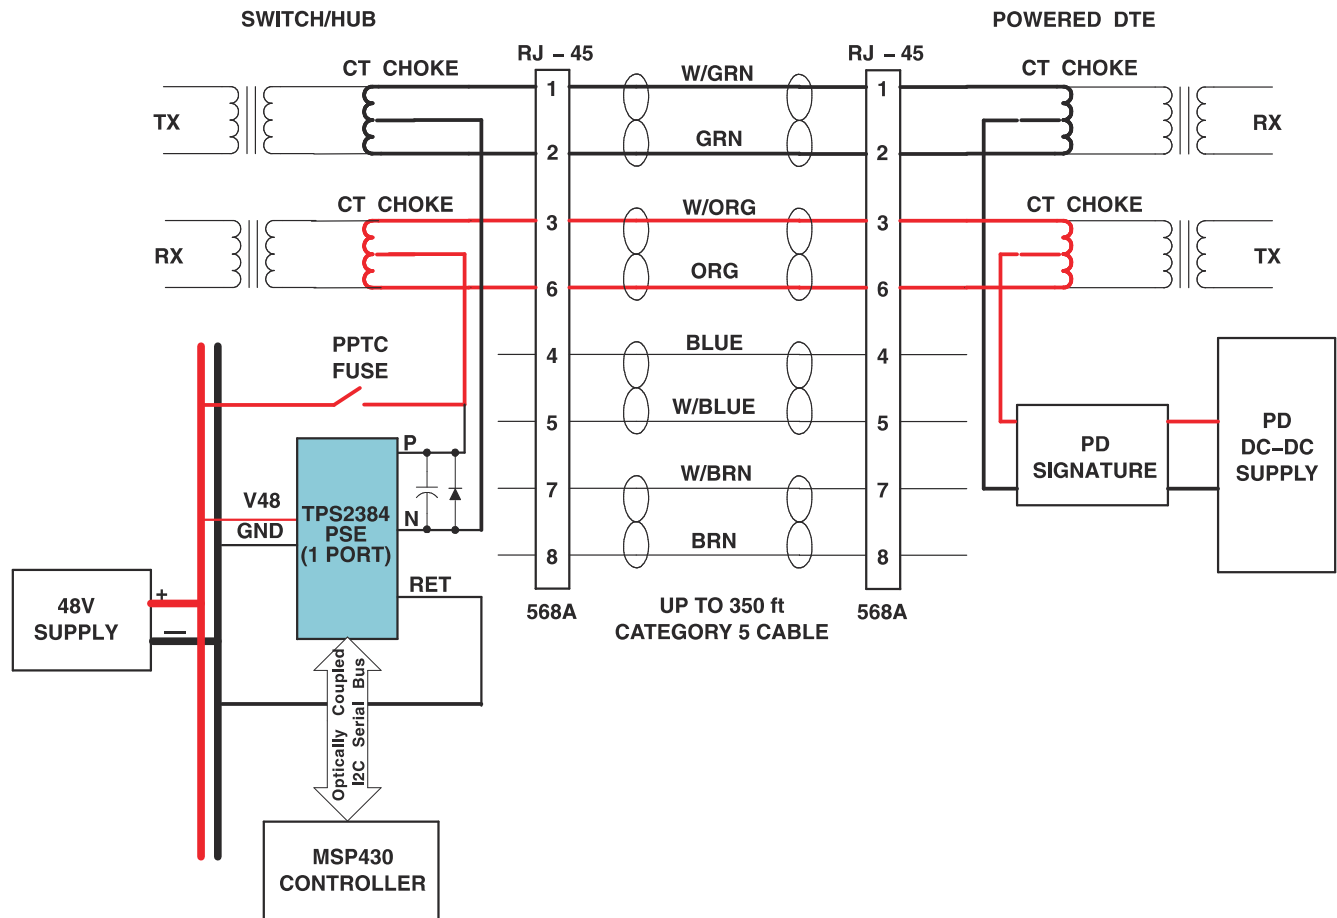 SWITCH/HUB
POWERED DTE
RJ – 45
RJ – 45
CT CHOKE
W/GRN
CT CHOKE
1
1
TX
RX
GRN
2
2
CT CHOKE
W/ORG
CT CHOKE
3
3
RX
TX
ORG
6
6
PPTC
FUSE
BLUE
4
4
W/BLUE
5
5
PD
SIGNATURE
PD
DC–DC
SUPPLY
P
W/BRN
7
7
V48
GND
TPS2384
PSE
(1 PORT)
N
BRN
8
8
RET
568A
568A
UP TO 350 ft
CATEGORY 5 CABLE
+
48V
SUPPLY
—
Optically Coupled
I2C Serial Bus
MSP430
CONTROLLER